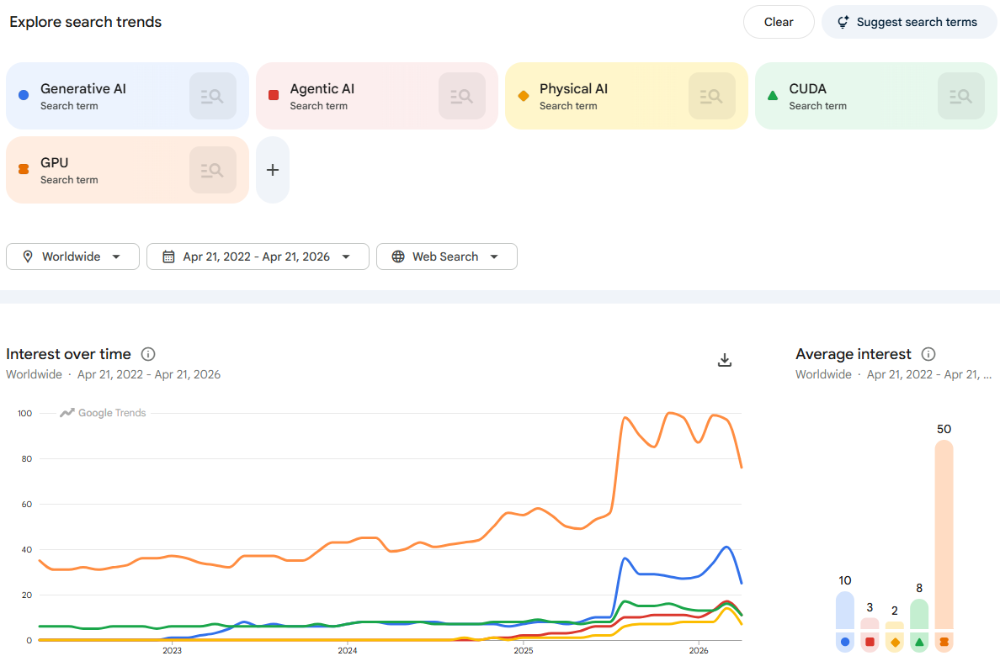 Explore search trends
Clear
Suggest search terms
Generative AI
Search term
Agentic AI
Search term
Physical AI
Search term
CUDA
Search term
GPU
Search term
+
Worldwide
Apr 21, 2022 - Apr 21, 2026
Web Search
Interest over time
Worldwide · Apr 21, 2022 - Apr 21, 2026
Google Trends
100
80
60
40
20
0
2023
2024
2025
2026
Average interest
Worldwide · Apr 21, 2022 - Apr 21, ...
10
3
2
8
50